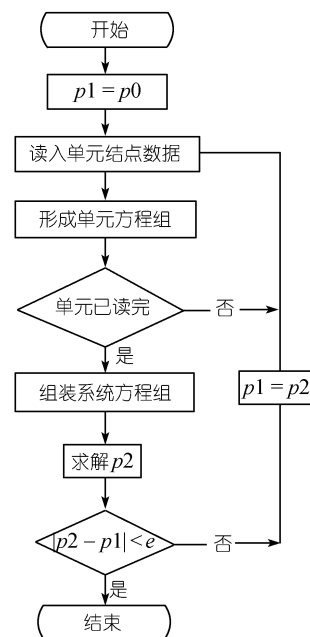 开始
p1 = p0
读入单元结点数据
形成单元方程组
单元已读完
否
是
组装系统方程组
p1 = p2
求解 p2
|p2 − p1| < e
否
是
结束